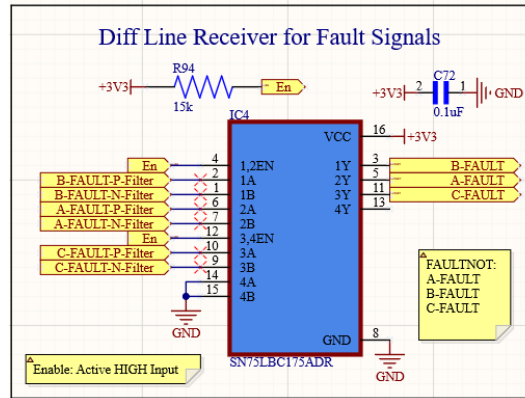 Diff Line Receiver for Fault Signals
R94
+3V3
En
15k
C72
+3V3
2
1
GND
0.1uF
IC4
VCC
16
+3V3
En
4
1,2EN
1Y
3
B-FAULT
B-FAULT-P-Filter
2
1A
2Y
5
A-FAULT
B-FAULT-N-Filter
1
1B
3Y
11
C-FAULT
A-FAULT-P-Filter
6
2A
4Y
13
A-FAULT-N-Filter
7
2B
En
12
3,4EN
C-FAULT-P-Filter
10
3A
C-FAULT-N-Filter
9
3B
14
4A
15
4B
GND
FAULTNOT:
A-FAULT
B-FAULT
C-FAULT
GND
8
GND
SN75LBC175ADR
Enable: Active HIGH Input